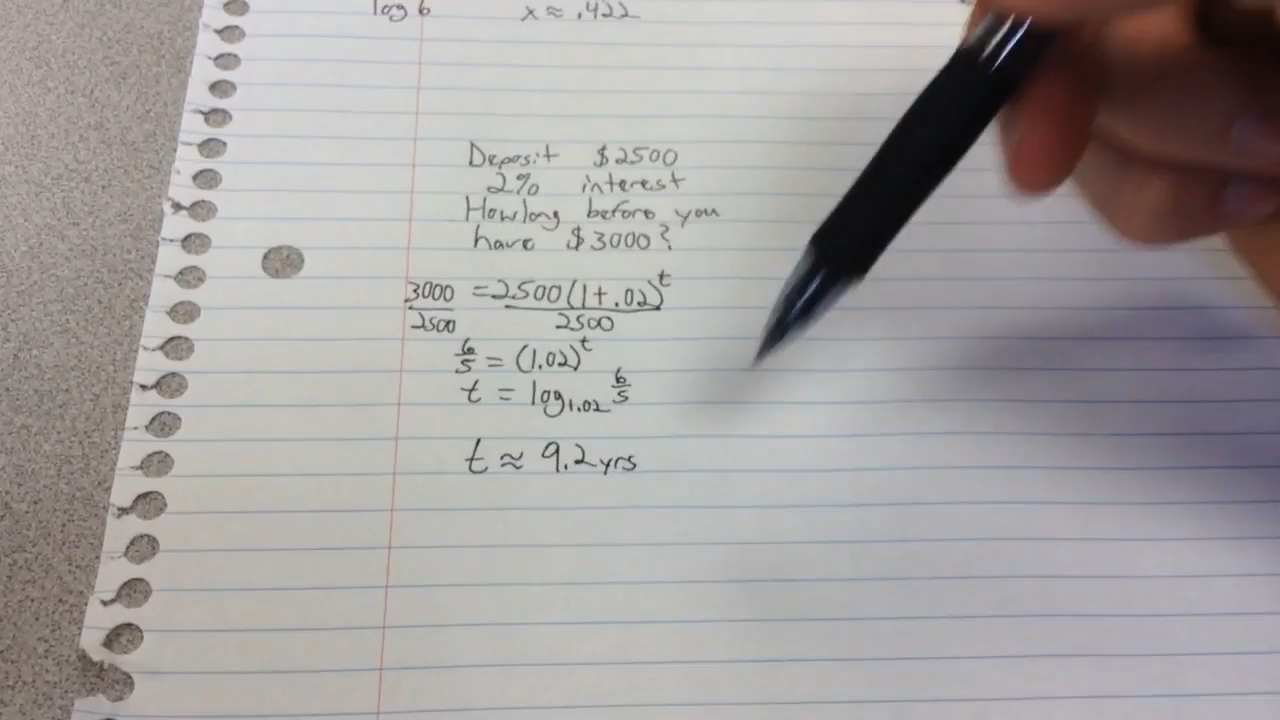 log 6 x ≈ .422
Deposit $2500
2% interest
How long before you
have $3000?
3000 = 2500(1+.02)^t
2500 2500
6/5 = (1.02)^t
t = log_1.02 6/5
t ≈ 9.2 yrs